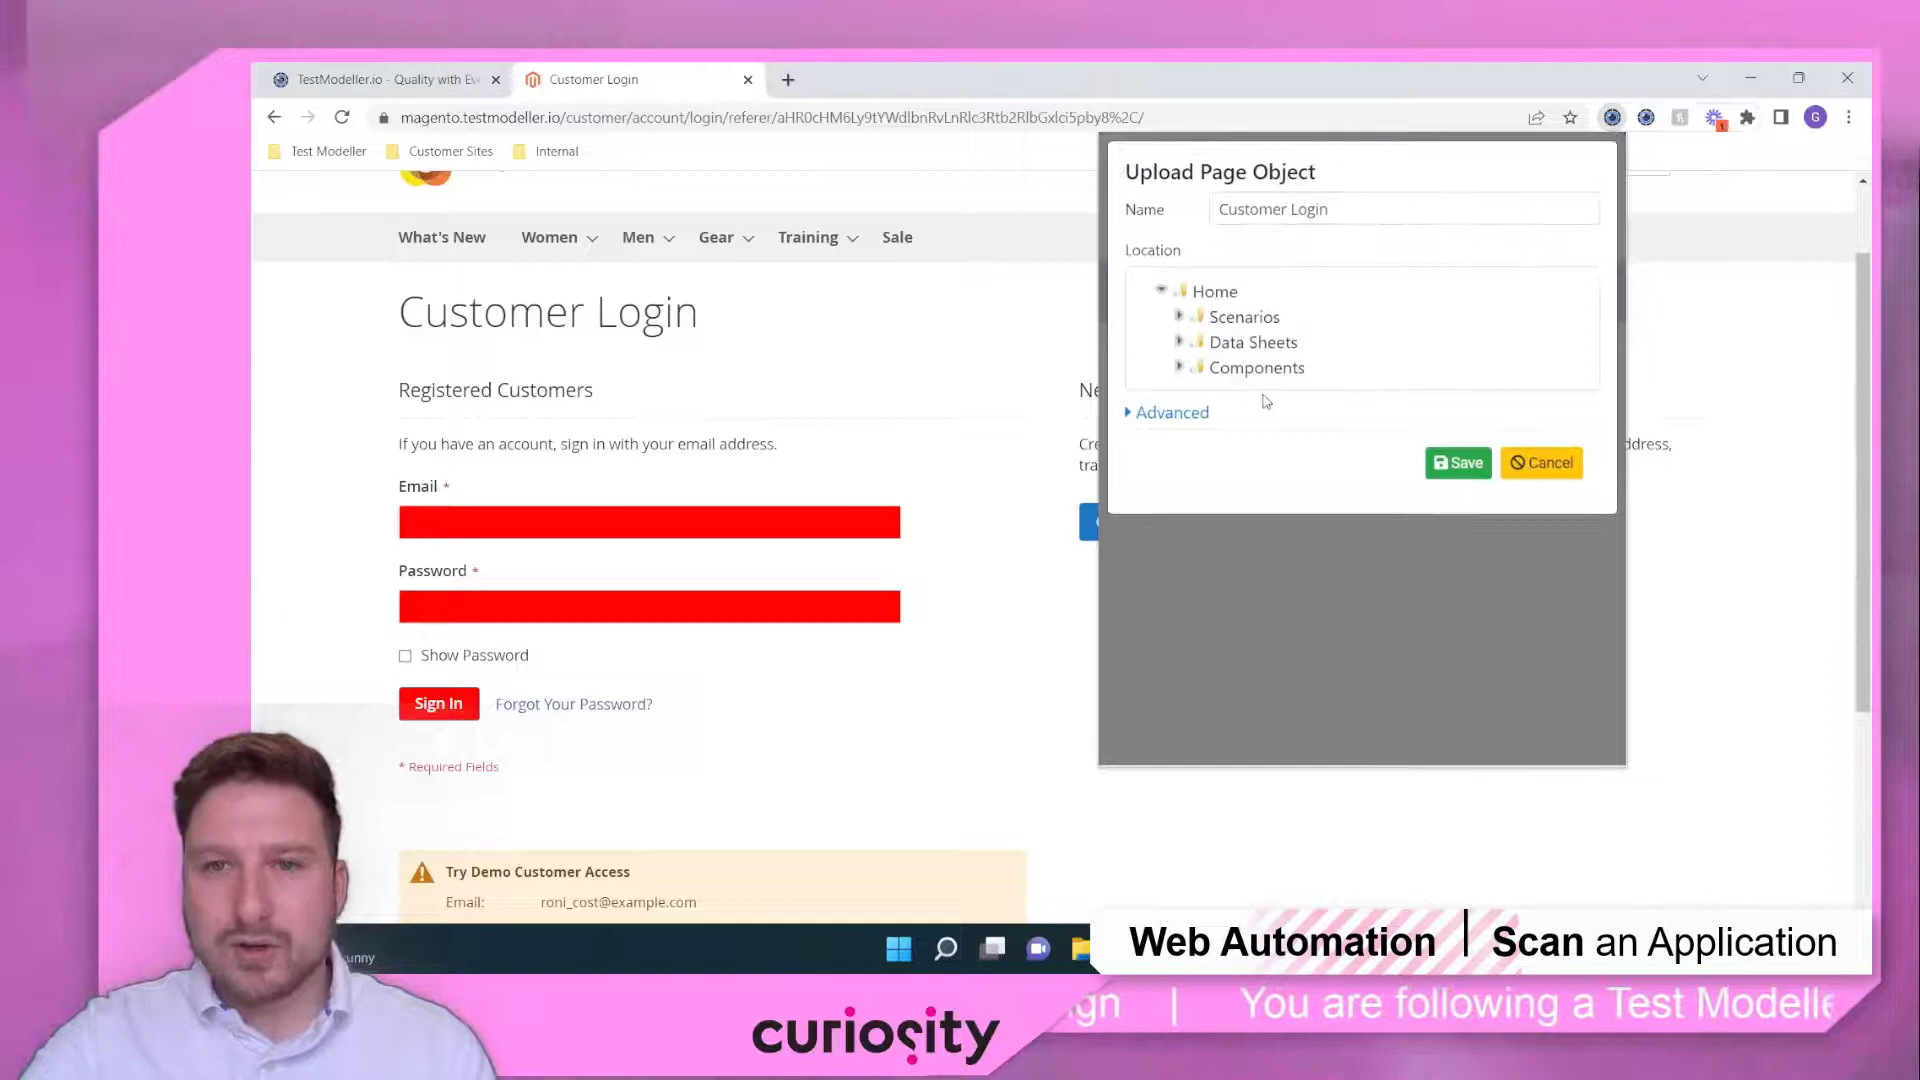 TestModeller.io - Quality with Ev
Customer Login
magento.testmodeller.io/customer/account/login/referer/aHR0cHM6Ly9tYWdlbnRvLnRlc3Rtb2RlbGxlci5pby8%2C/
G
Test Modeller
Customer Sites
Internal
Upload Page Object
Name
Customer Login
Location
Home
Scenarios
Data Sheets
Components
Advanced
Save
Cancel
What's New
Women
Men
Gear
Training
Sale
Customer Login
Registered Customers
Ne
If you have an account, sign in with your email address.
Cre
ddress,
tra
Email *
Password *
Show Password
Sign In
Forgot Your Password?
* Required Fields
Try Demo Customer Access
Email:
roni_cost@example.com
unny
Web Automation | Scan an Application
ign | You are following a Test Modelle
curiosity